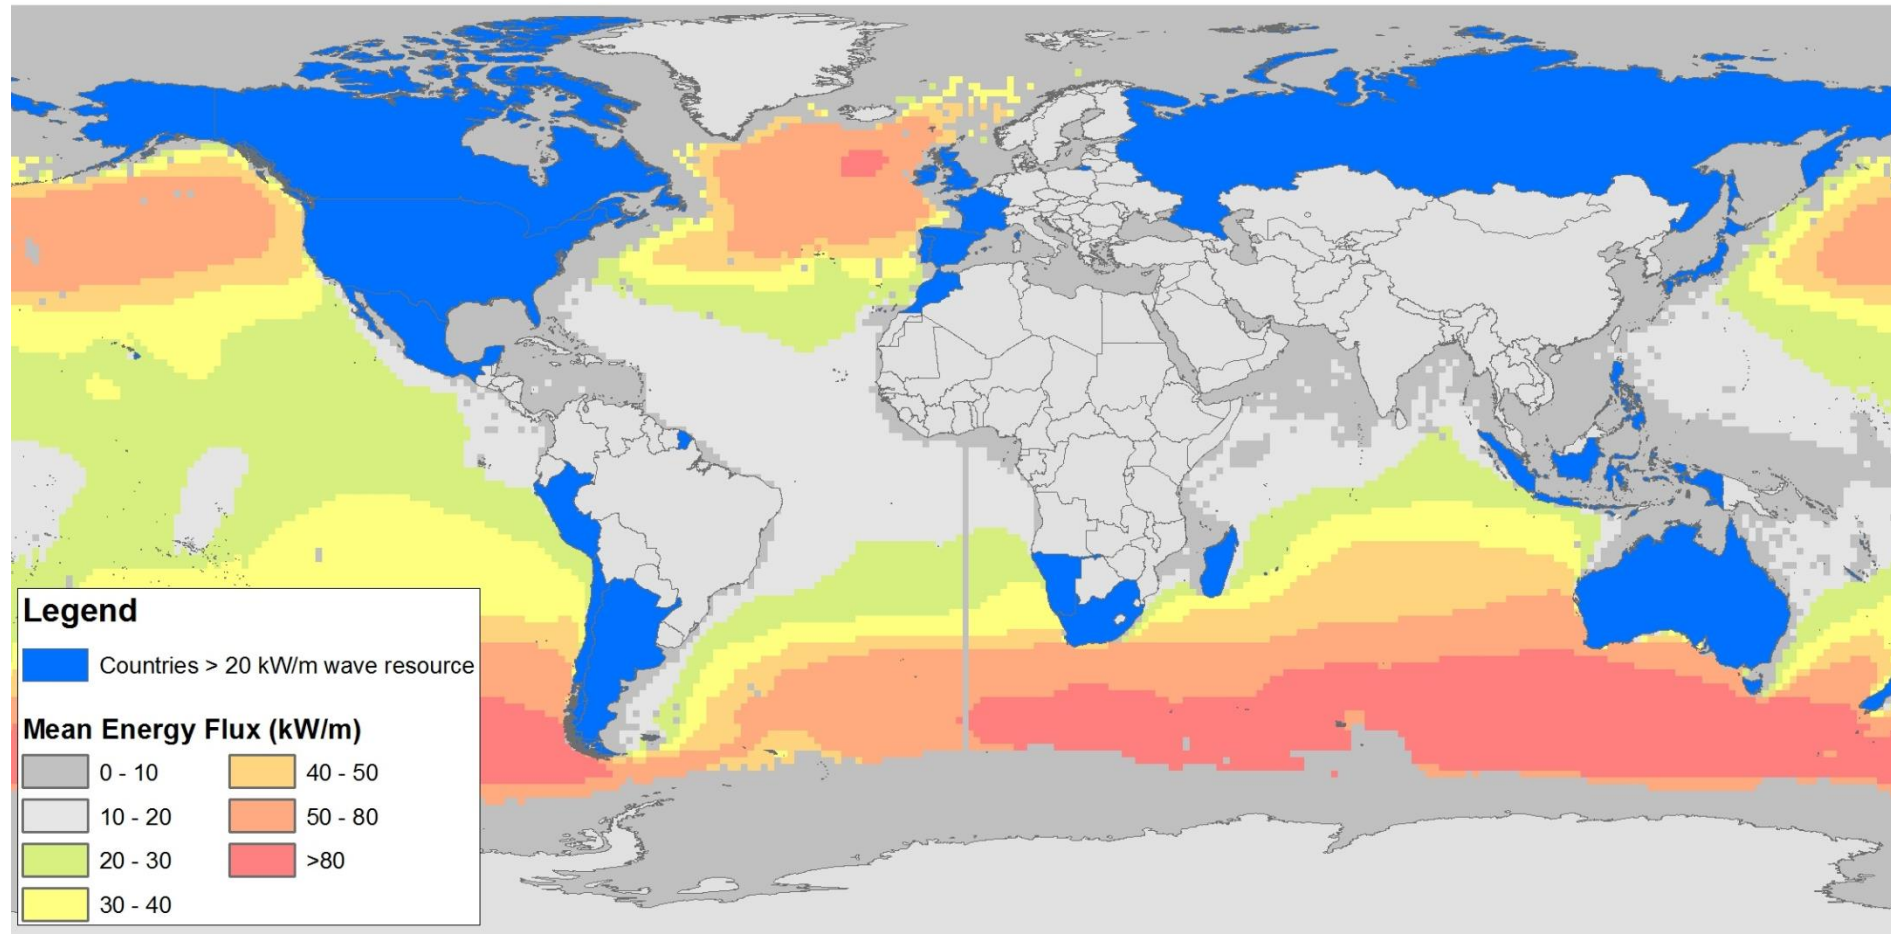 Legend
Countries > 20 kW/m wave resource
Mean Energy Flux (kW/m)
0 - 10
40 - 50
10 - 20
50 - 80
20 - 30
>80
30 - 40